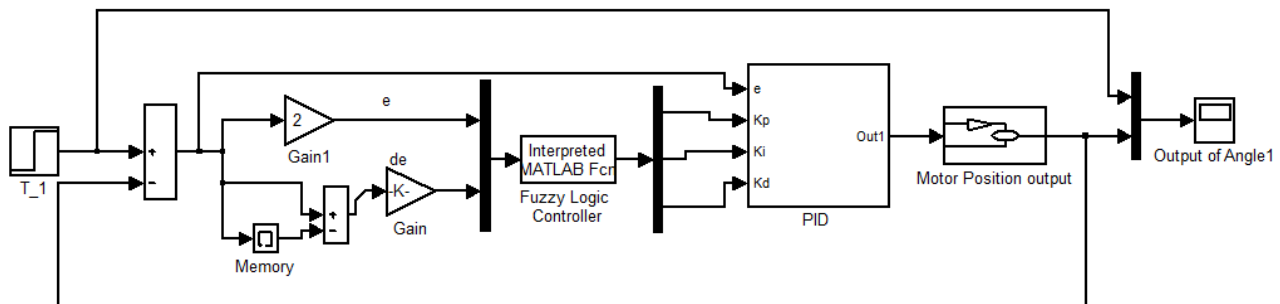 T_1
+
−
2
Gain1
e
de
-K-
Gain
+
−
Memory
Interpreted
MATLAB Fcn
Fuzzy Logic
Controller
e
Kp
Ki
Kd
Out1
PID
Motor Position output
Output of Angle1